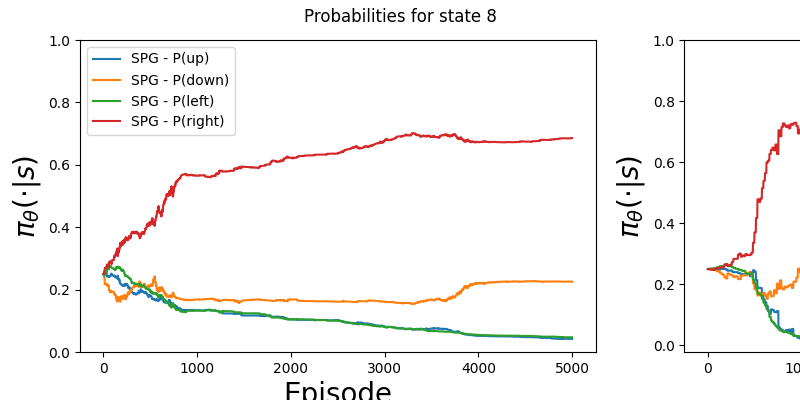 Probabilities for state 8
πθ(·|s)
1.0
0.8
0.6
0.4
0.2
0.0
SPG - P(up)
SPG - P(down)
SPG - P(left)
SPG - P(right)
0 1000 2000 3000 4000 5000
Episode
πθ(·|s)
1.0
0.8
0.6
0.4
0.2
0.0
0